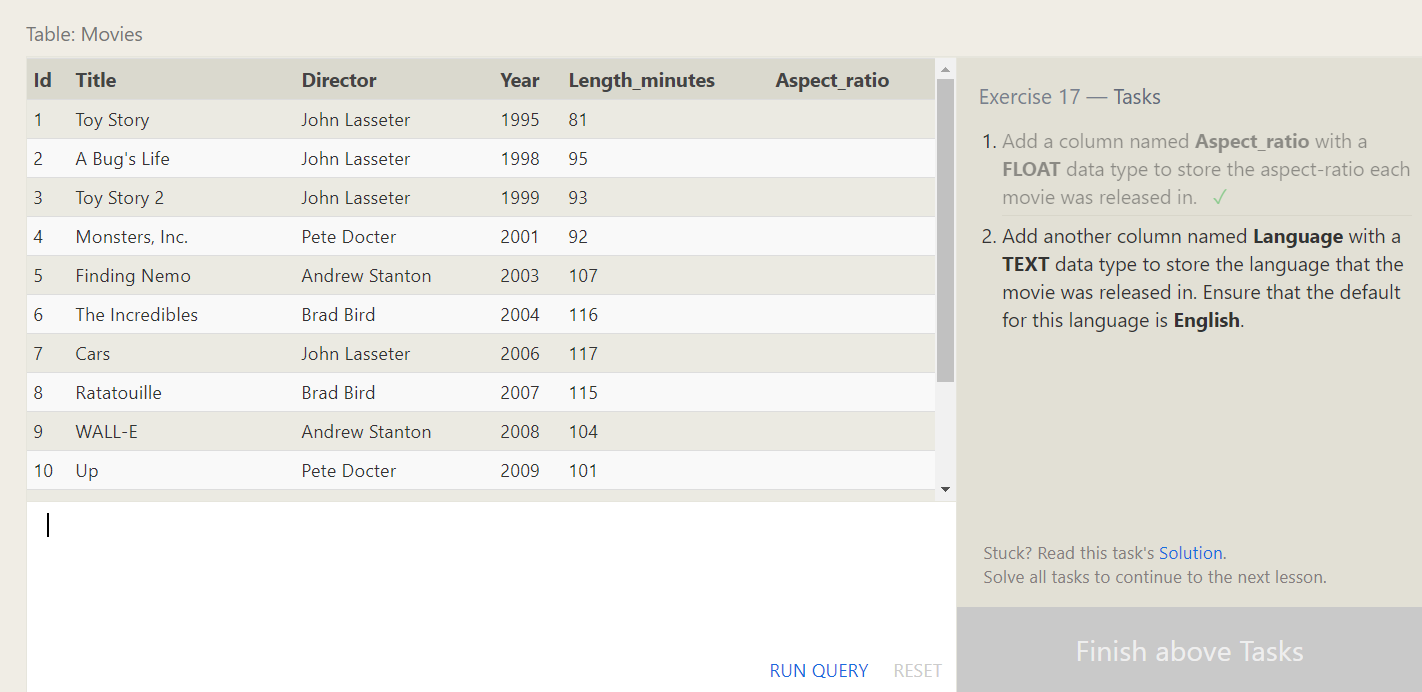 Table: Movies
Id Title Director Year Length_minutes Aspect_ratio
1 Toy Story John Lasseter 1995 81
2 A Bug's Life John Lasseter 1998 95
3 Toy Story 2 John Lasseter 1999 93
4 Monsters, Inc. Pete Docter 2001 92
5 Finding Nemo Andrew Stanton 2003 107
6 The Incredibles Brad Bird 2004 116
7 Cars John Lasseter 2006 117
8 Ratatouille Brad Bird 2007 115
9 WALL-E Andrew Stanton 2008 104
10 Up Pete Docter 2009 101
RUN QUERY RESET
Exercise 17 — Tasks
1. Add a column named Aspect_ratio with a
FLOAT data type to store the aspect-ratio each
movie was released in. ✓
2. Add another column named Language with a
TEXT data type to store the language that the
movie was released in. Ensure that the default
for this language is English.
Stuck? Read this task's Solution.
Solve all tasks to continue to the next lesson.
Finish above Tasks